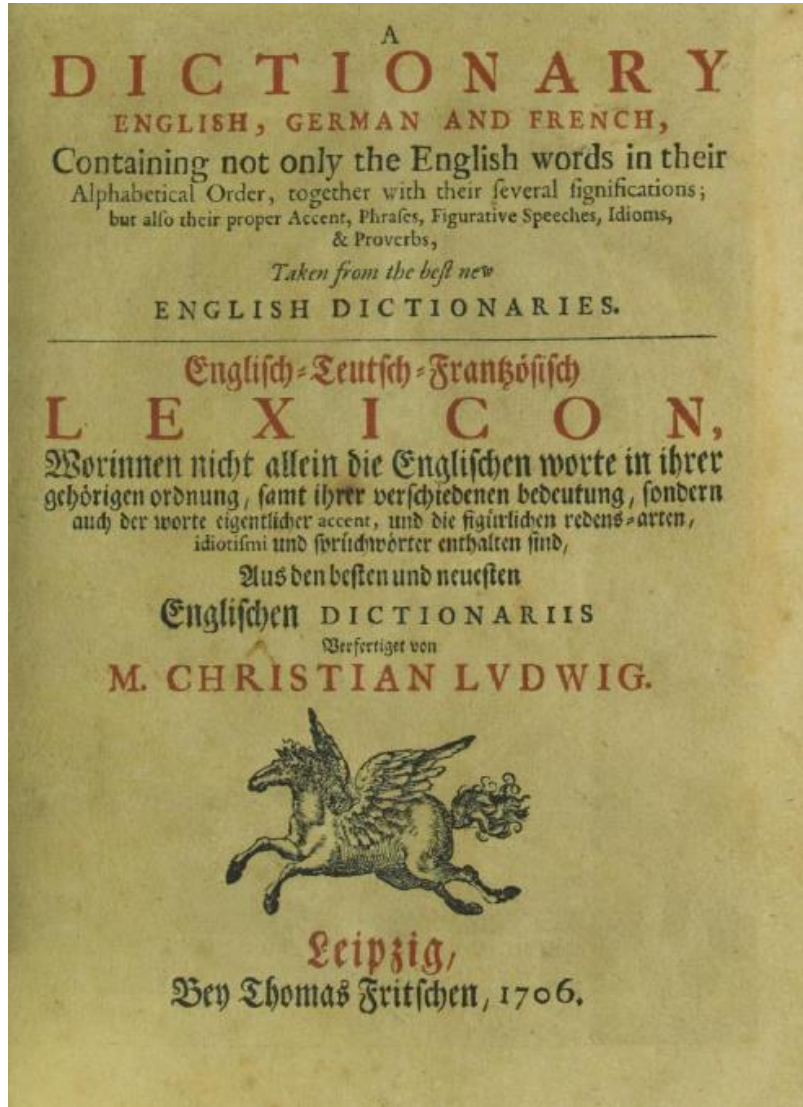 A
DICTIONARY
ENGLISH, GERMAN AND FRENCH,
Containing not only the English words in their
Alphabetical Order, together with their ſeveral ſignifications;
but alſo their proper Accent, Phraſes, Figurative Speeches, Idioms,
& Proverbs,
Taken from the beſt new
ENGLISH DICTIONARIES.
Engliſch⸗Teutſch⸗Frantzöſiſch
LEXICON,
Worinnen nicht allein die Engliſchen worte in ihrer
gehörigen ordnung, ſamt ihrer verſchiedenen bedeutung, ſondern
auch der worte eigentlicher accent, und die figürlichen redens⸗arten,
idiotiſmi und ſprüchwörter enthalten ſind,
Aus den beſten und neueſten
Engliſchen DICTIONARIIS
Verfertiget von
M. CHRISTIAN LVDWIG.
Leipzig,
Bey Thomas Fritſchen, 1706.